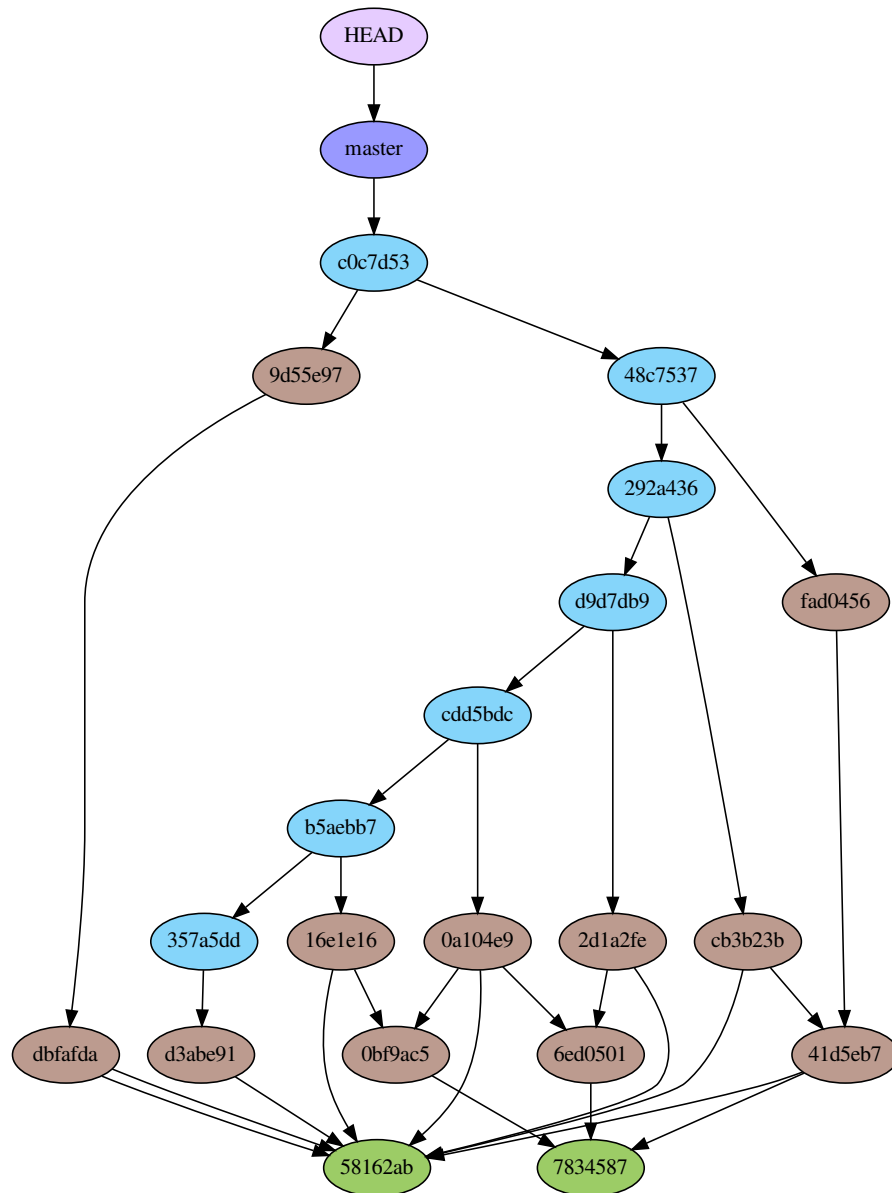 HEAD
master
c0c7d53
9d55e97
48c7537
292a436
d9d7db9
fad0456
cdd5bdc
b5aebb7
357a5dd
16e1e16
0a104e9
2d1a2fe
cb3b23b
dbfafda
d3abe91
0bf9ac5
6ed0501
41d5eb7
58162ab
7834587